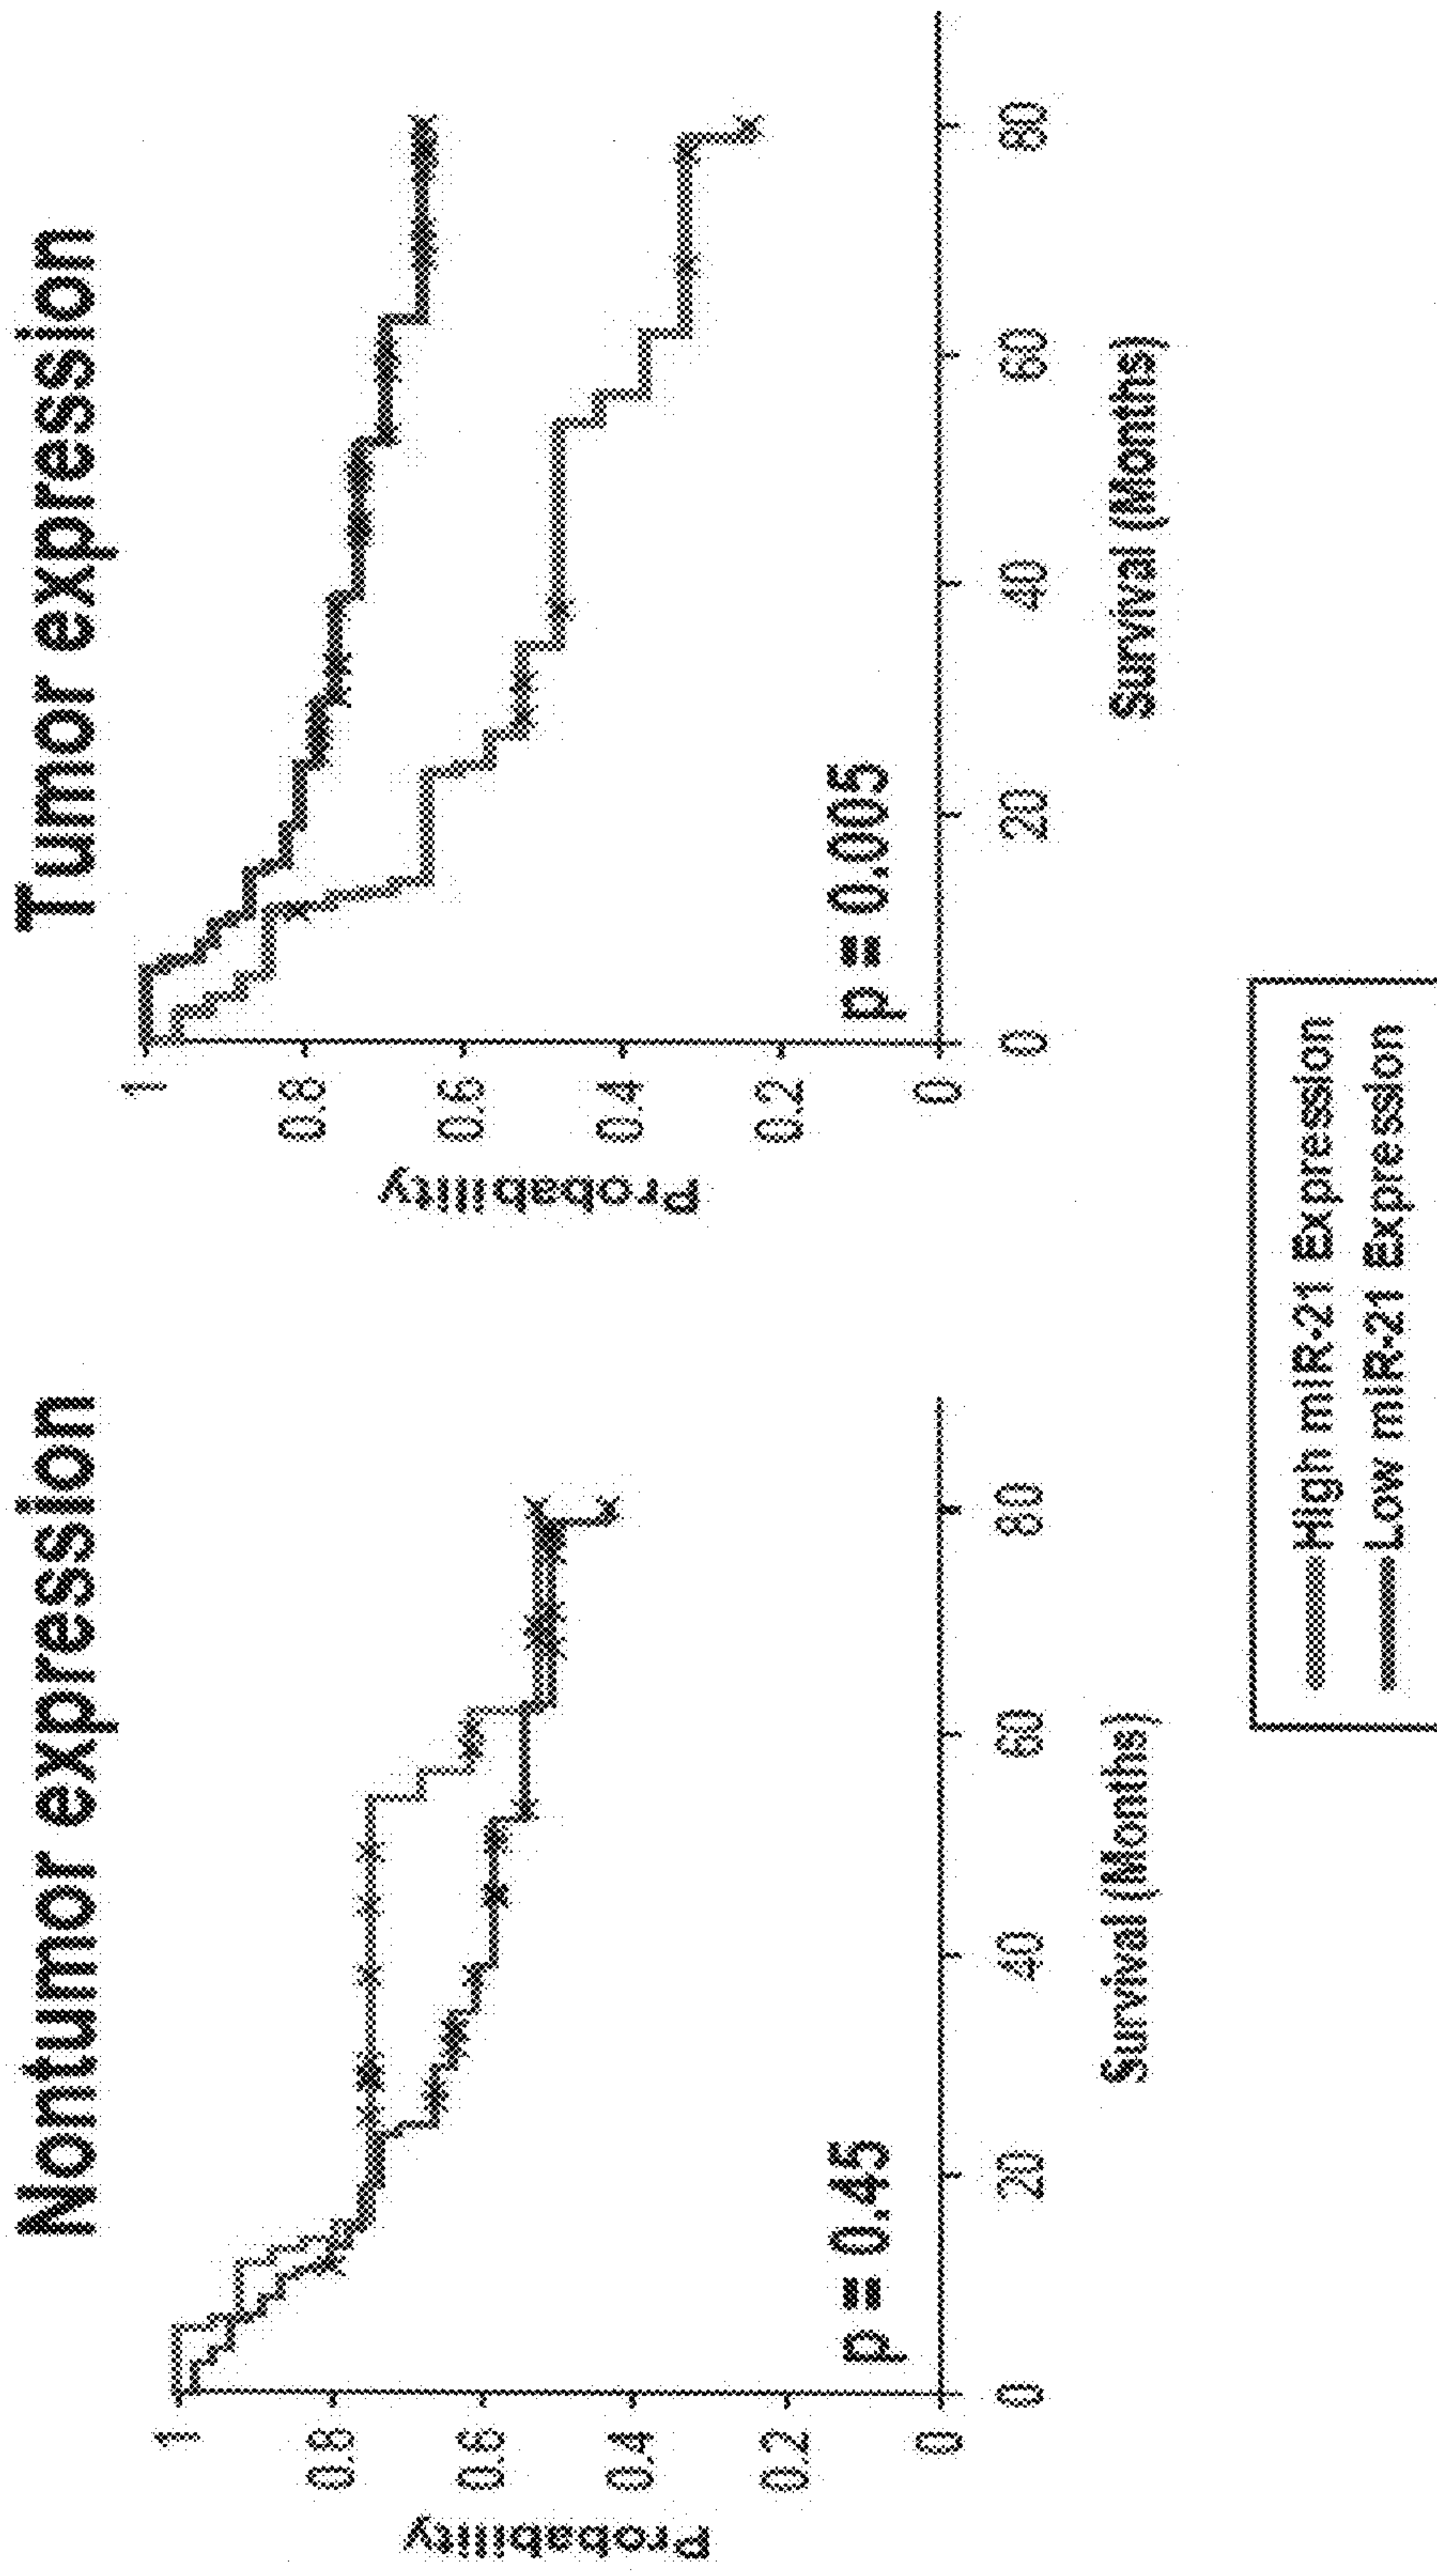 Nontumor expression
Probability
1
0.8
0.6
0.4
0.2
0
p = 0.45
0
20
40
60
80
Survival (Months)
Tumor expression
Probability
1
0.8
0.6
0.4
0.2
0
p = 0.005
0
20
40
60
80
Survival (Months)
High miR-21 Expression
Low miR-21 Expression